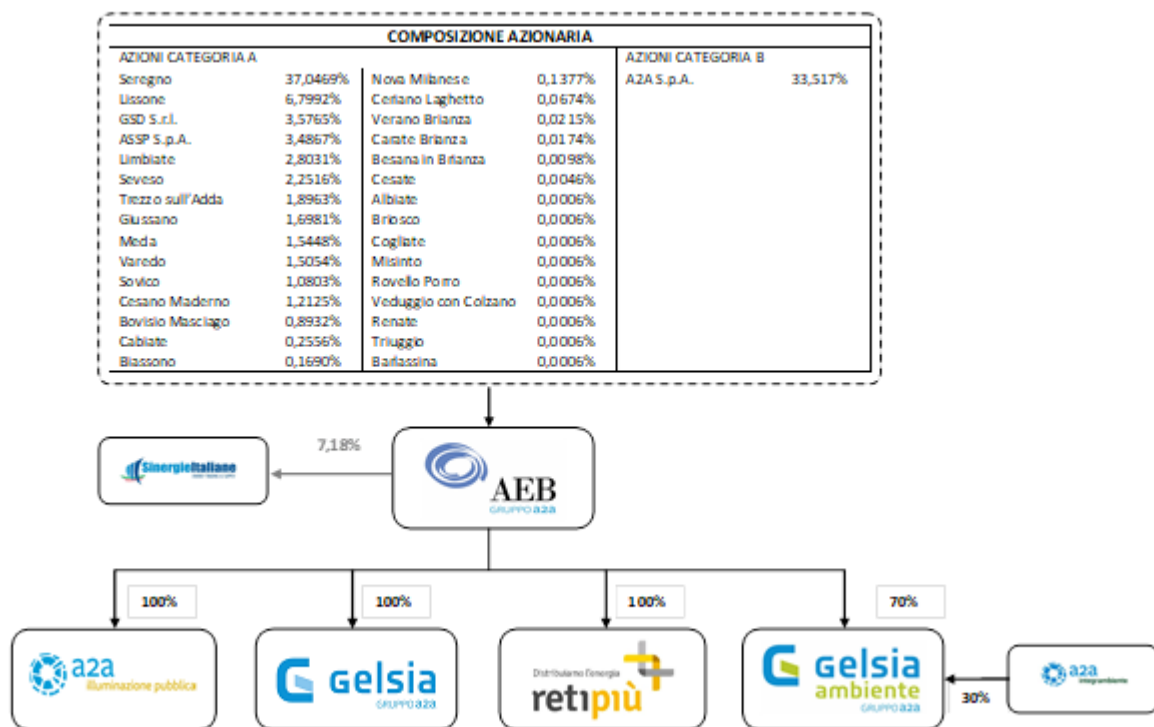 COMPOSIZIONE AZIONARIA
AZIONI CATEGORIA A AZIONI CATEGORIA B
Seregno 37,0469% Nova Milanese 0,1377% A2A S.p.A. 33,517%
Lissone 6,7992% Ceriano Laghetto 0,0674%
GSD S.r.l. 3,5765% Verano Brianza 0,0215%
ASSP S.p.A. 3,4867% Carate Brianza 0,0174%
Limbiate 2,8031% Besana in Brianza 0,0098%
Seveso 2,2516% Cesate 0,0046%
Trezzo sull'Adda 1,8963% Albiate 0,0006%
Giussano 1,6981% Briosco 0,0006%
Meda 1,5448% Cogliate 0,0006%
Varedo 1,5054% Misinto 0,0006%
Sovico 1,0803% Rovello Porro 0,0006%
Cesano Maderno 1,2125% Veduggio con Colzano 0,0006%
Bovisio Masciago 0,8932% Renate 0,0006%
Cabiate 0,2556% Triuggio 0,0006%
Biassono 0,1690% Barlassina 0,0006%
7,18%
SinergieItaliane
AEB
GRUPPO a2a
100% 100% 100% 70%
a2a
illuminazione pubblica
Gelsia
GRUPPO a2a
Distribuiamo l'energia
retipiù
Gelsia
ambiente
GRUPPO a2a
30%
a2a
integrambiente